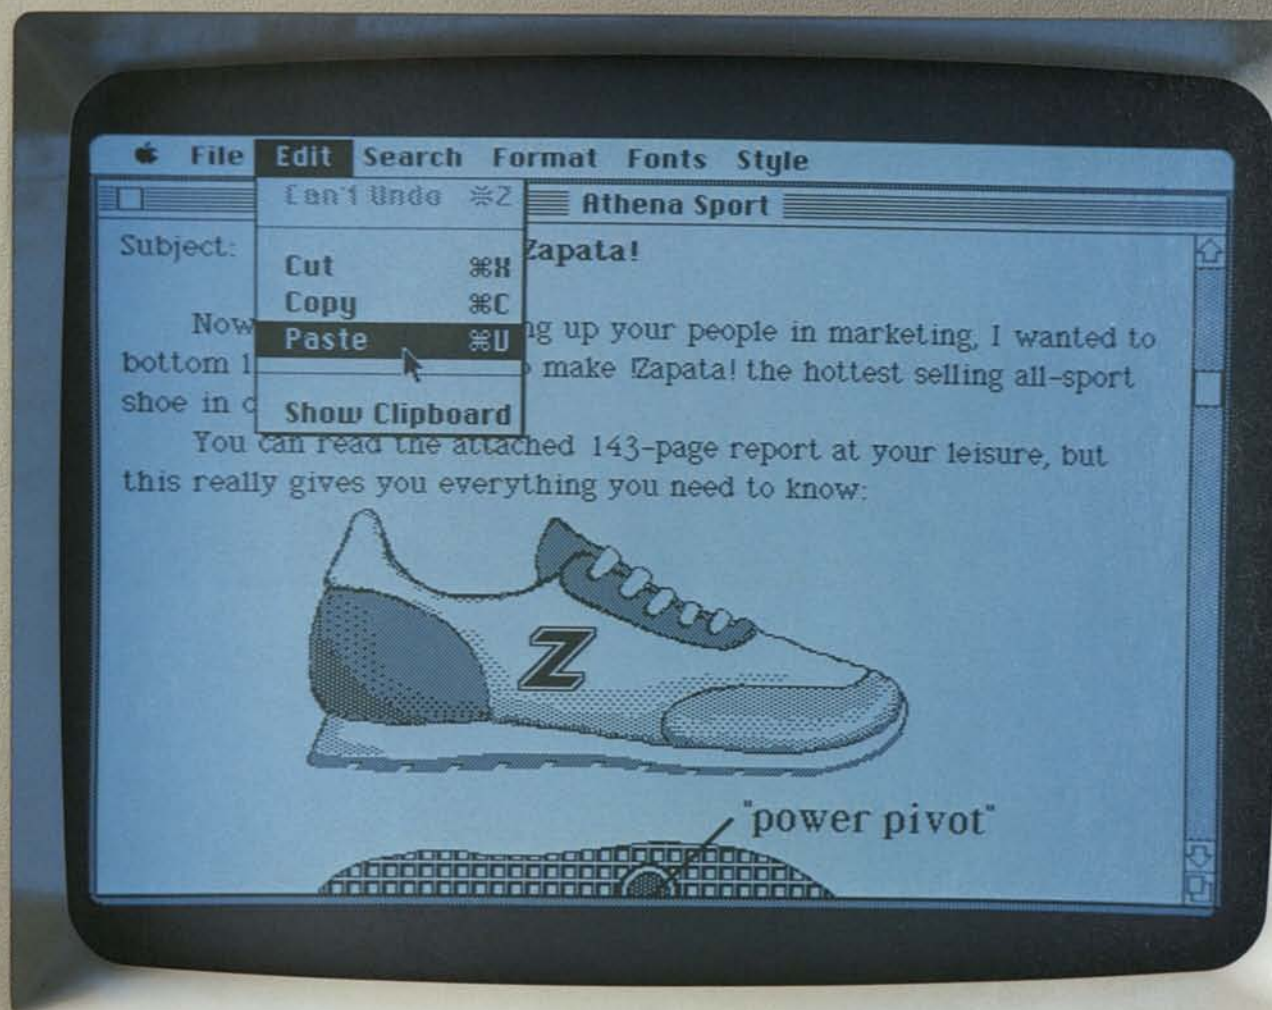 File Edit Search Format Fonts Style
Can't Undo ⌘Z
Athena Sport
Subject: Zapata!
Cut ⌘X
Copy ⌘C
Now ng up your people in marketing, I wanted to
Paste ⌘V
bottom l make !Zapata! the hottest selling all-sport
shoe in c
Show Clipboard
You can read the attached 143-page report at your leisure, but
this really gives you everything you need to know:
Z
"power pivot"